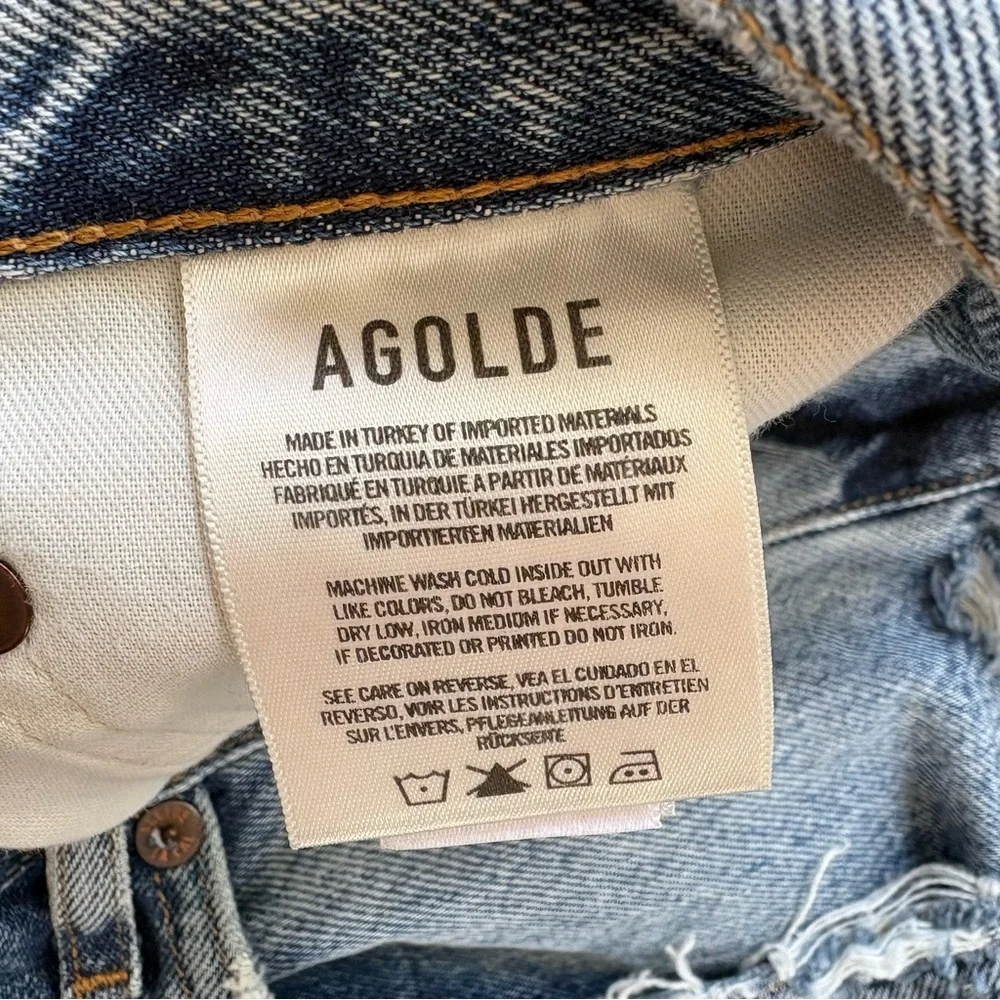 AGOLDE
MADE IN TURKEY OF IMPORTED MATERIALS
HECHO EN TURQUIA DE MATERIALES IMPORTADOS
FABRIQUÉ EN TURQUIE A PARTIR DE MATERIAUX
IMPORTÉS, IN DER TÜRKEI HERGESTELLT MIT
IMPORTIERTEN MATERIALIEN
MACHINE WASH COLD INSIDE OUT WITH
LIKE COLORS, DO NOT BLEACH, TUMBLE
DRY LOW, IRON MEDIUM IF NECESSARY,
IF DECORATED OR PRINTED DO NOT IRON.
SEE CARE ON REVERSE, VEA EL CUIDADO EN EL
REVERSO, VOIR LES INSTRUCTIONS D'ENTRETIEN
SUR L'ENVERS, PFLEGEANLEITUNG AUF DER
RÜCKSEITE